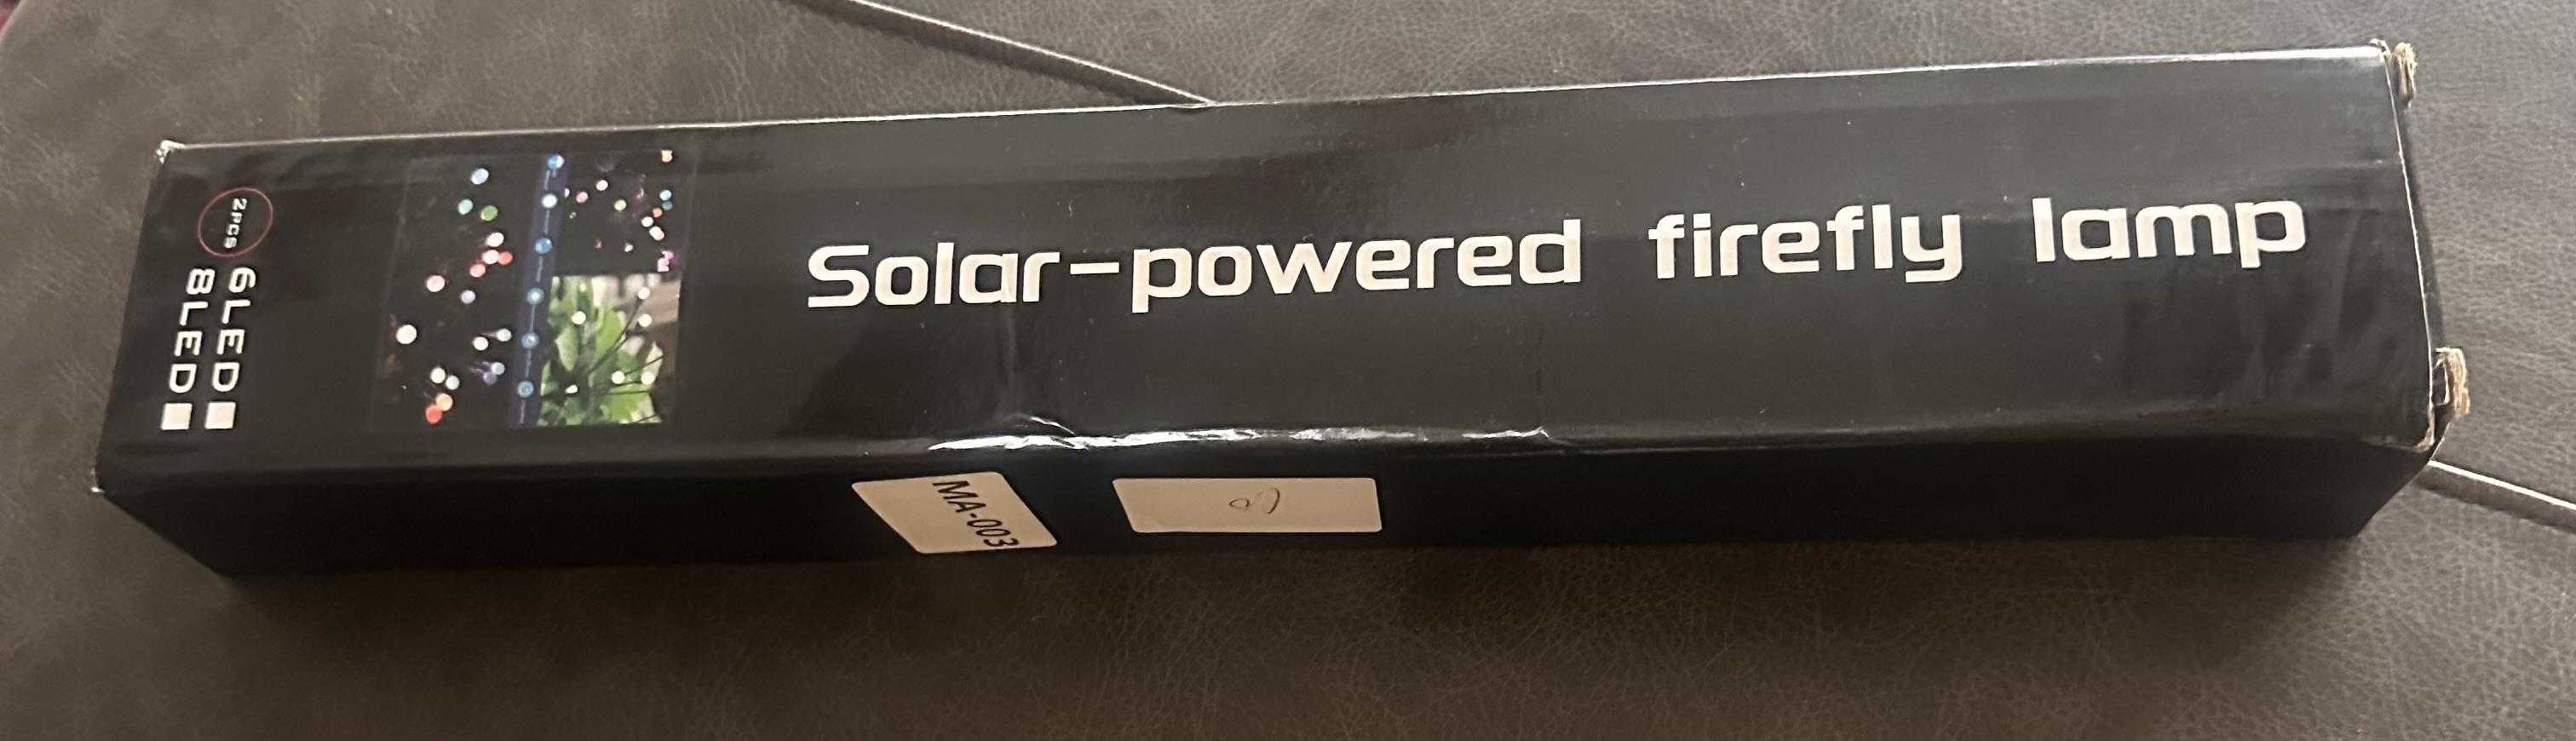 Solar-powered firefly lamp
2PCS
6LED
8LED
MA-003